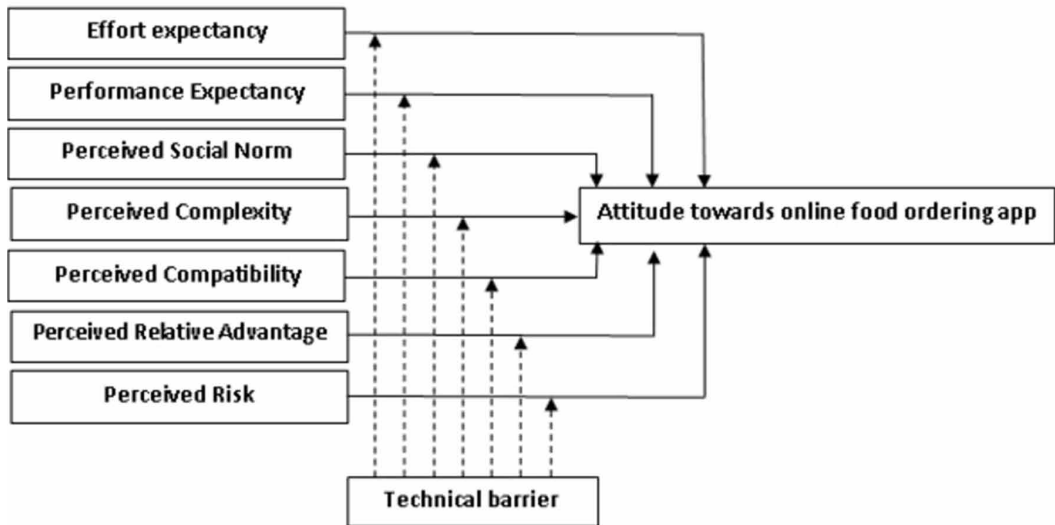 Effort expectancy
Performance Expectancy
Perceived Social Norm
Perceived Complexity
Attitude towards online food ordering app
Perceived Compatibility
Perceived Relative Advantage
Perceived Risk
Technical barrier